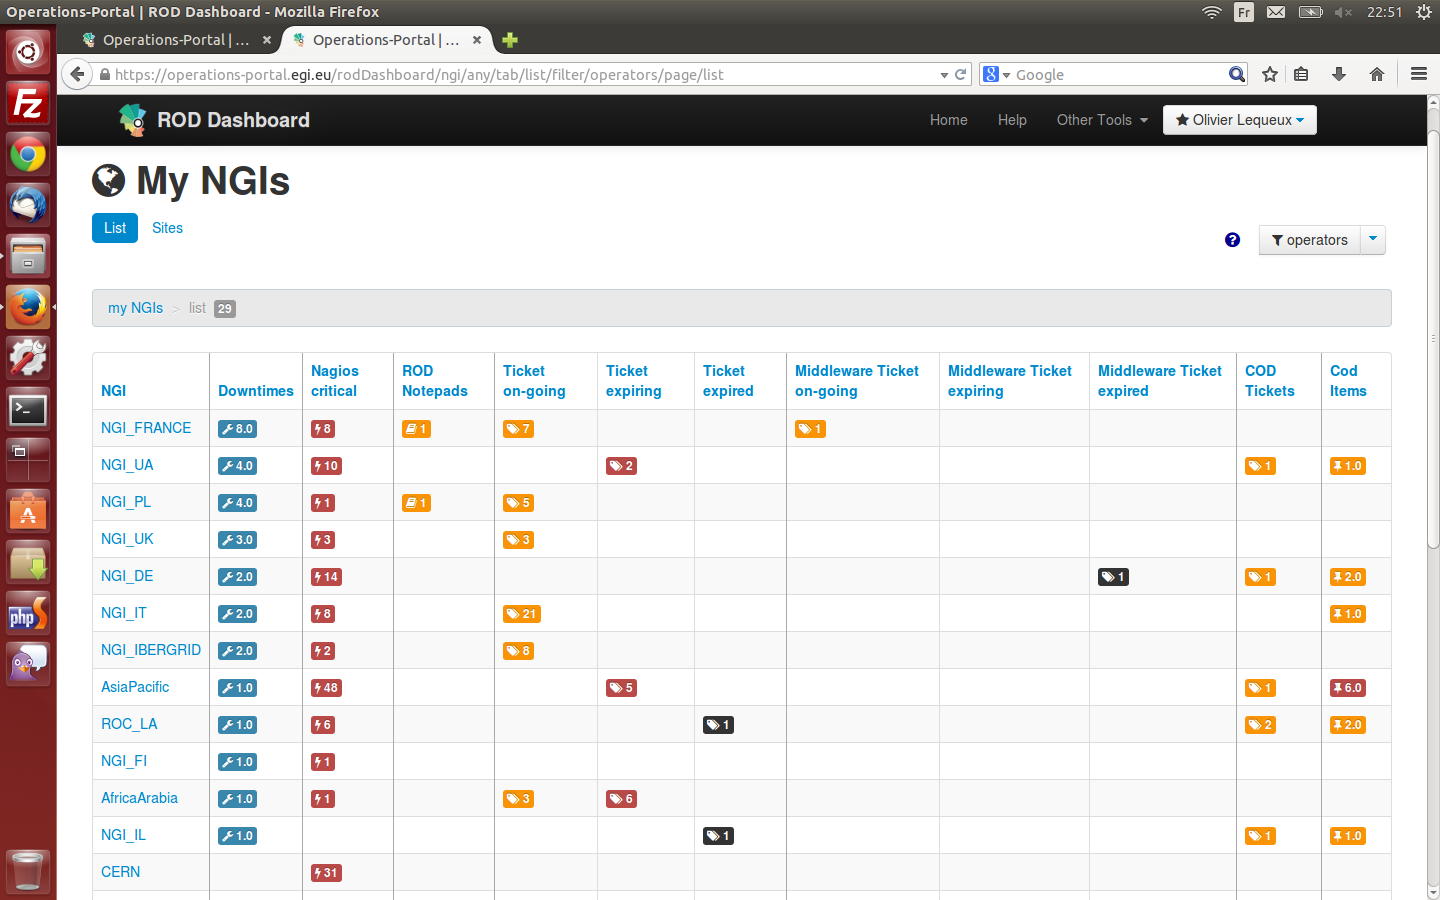 Operations-Portal | ROD Dashboard - Mozilla Firefox
Fr
22:51
Operations-Portal | ...
Operations-Portal | ...
https://operations-portal.egi.eu/rodDashboard/ngi/any/tab/list/filter/operators/page/list
Google
ROD Dashboard
Home
Help
Other Tools
Olivier Lequeux
My NGIs
List
Sites
operators
my NGIs > list 29
NGI Downtimes Nagios critical ROD Notepads Ticket on-going Ticket expiring Ticket expired Middleware Ticket on-going Middleware Ticket expiring Middleware Ticket expired COD Tickets Cod Items
NGI_FRANCE 8.0 8 1 7 1
NGI_UA 4.0 10 2 1 1.0
NGI_PL 4.0 1 1 5
NGI_UK 3.0 3 3
NGI_DE 2.0 14 1 1 2.0
NGI_IT 2.0 8 21 1.0
NGI_IBERGRID 2.0 2 8
AsiaPacific 1.0 48 5 1 6.0
ROC_LA 1.0 6 1 2 2.0
NGI_FI 1.0 1
AfricaArabia 1.0 1 3 6
NGI_IL 1.0 1 1 1.0
CERN 31
Fz
php